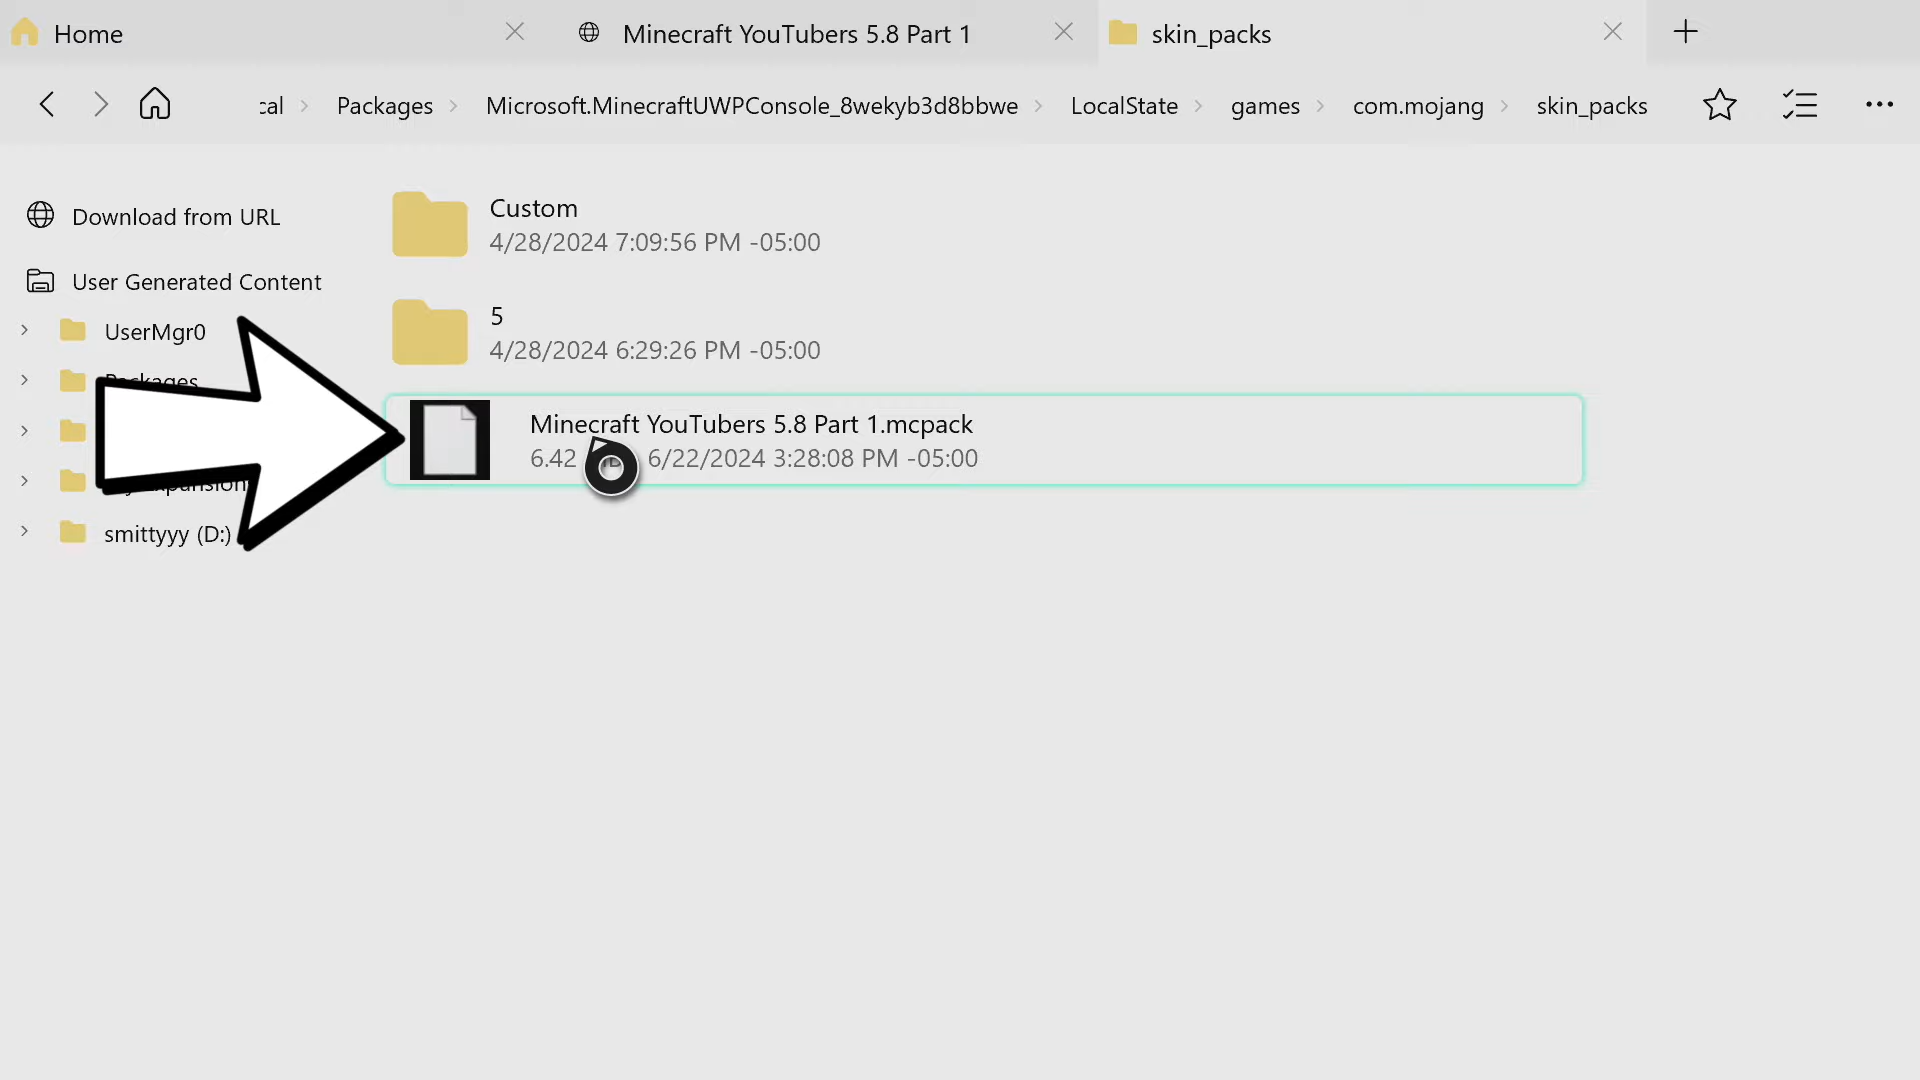 Home
Minecraft YouTubers 5.8 Part 1
skin_packs
cal
Packages
Microsoft.MinecraftUWPConsole_8wekyb3d8bbwe
LocalState
games
com.mojang
skin_packs
Download from URL
User Generated Content
UserMgr0
Packages
smittyyy (D:)
Custom
4/28/2024 7:09:56 PM -05:00
5
4/28/2024 6:29:26 PM -05:00
Minecraft YouTubers 5.8 Part 1.mcpack
6.42 6/22/2024 3:28:08 PM -05:00